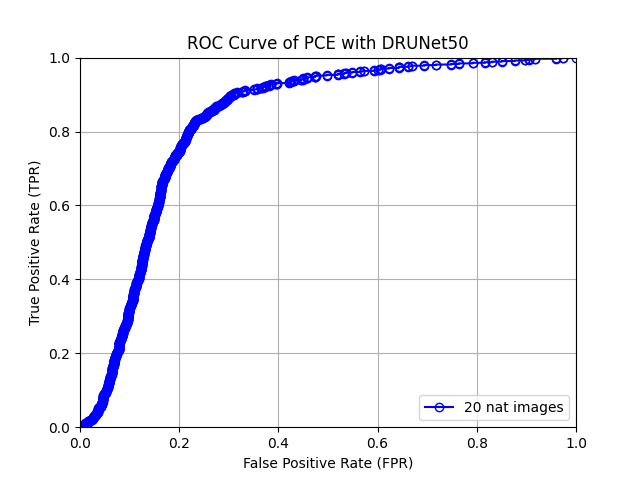 ROC Curve of PCE with DRUNet50
1.0
0.8
0.6
0.4
0.2
0.0
True Positive Rate (TPR)
20 nat images
0.0 0.2 0.4 0.6 0.8 1.0
False Positive Rate (FPR)